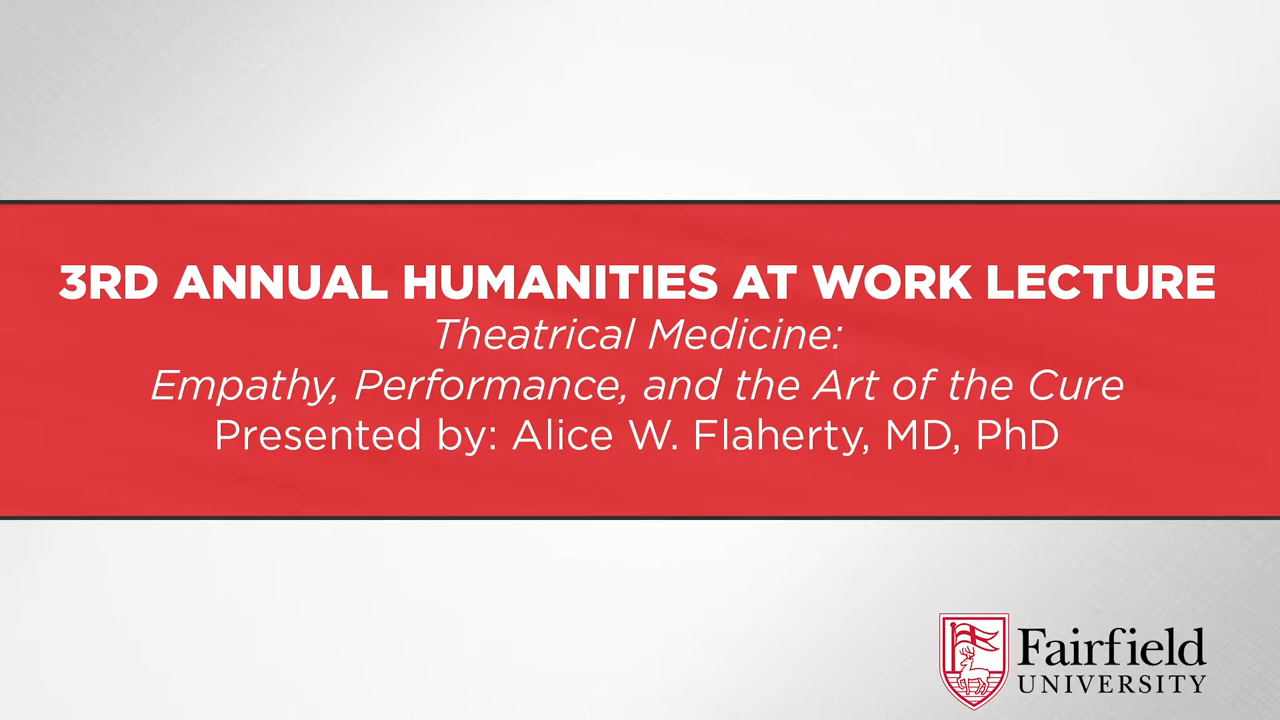 3RD ANNUAL HUMANITIES AT WORK LECTURE
Theatrical Medicine:
Empathy, Performance, and the Art of the Cure
Presented by: Alice W. Flaherty, MD, PhD
Fairfield
UNIVERSITY